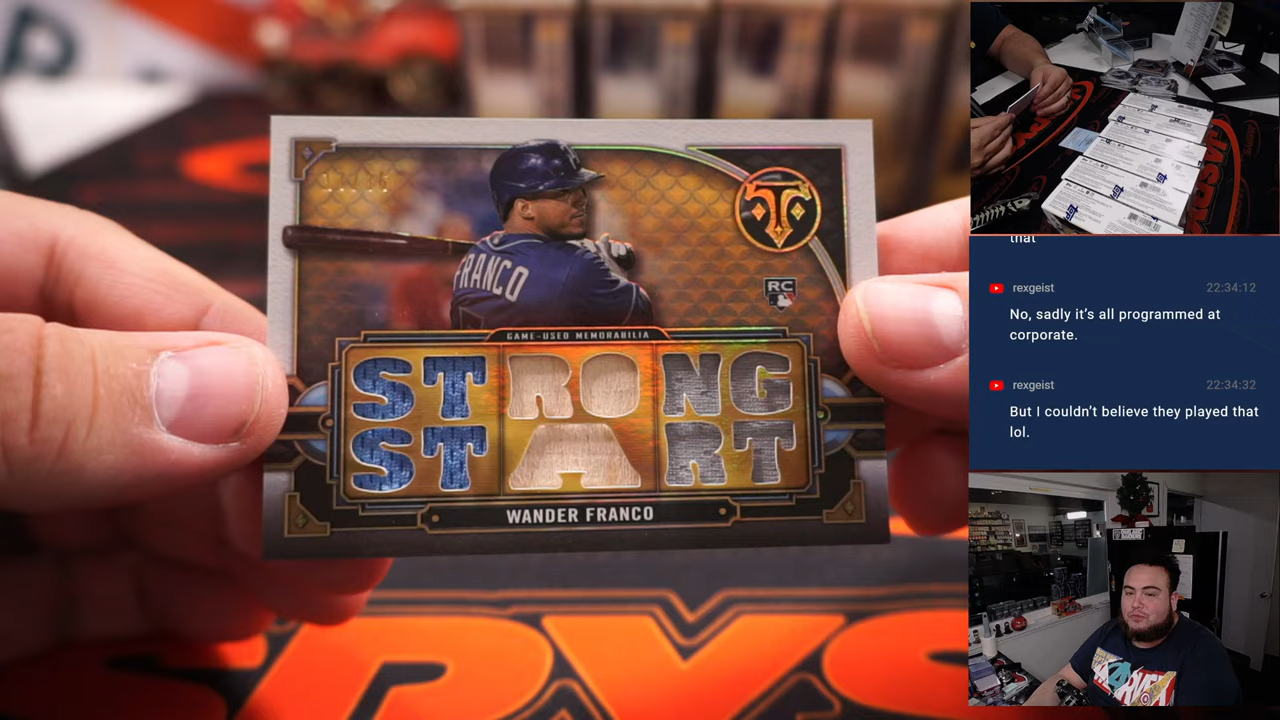 FRANCO
RC
GAME-USED MEMORABILIA
STRONG
START
WANDER FRANCO
that
rexgeist
22:34:12
No, sadly it's all programmed at
corporate.
rexgeist
22:34:32
But I couldn't believe they played that
lol.
MARVEL